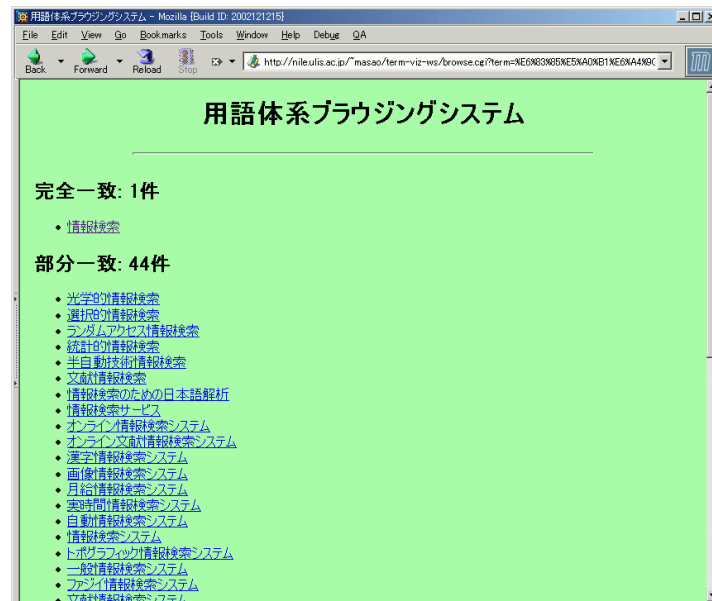 用語体系ブラウジングシステム - Mozilla {Build ID: 2002121215}
File Edit View Go Bookmarks Tools Window Help Debug QA
Back Forward Reload Stop http://nile.ulis.ac.jp/~masao/term-viz-ws/browse.cgi?term=%E6%83%85%E5%A0%B1%E6%A4%9C
用語体系ブラウジングシステム
完全一致: 1件
情報検索
部分一致: 44件
光学的情報検索
選択的情報検索
ランダムアクセス情報検索
統計的情報検索
半自動技術情報検索
文献情報検索
情報検索のための日本語解析
情報検索サービス
オンライン情報検索システム
オンライン文献情報検索システム
漢字情報検索システム
画像情報検索システム
月給情報検索システム
実時間情報検索システム
自動情報検索システム
情報検索システム
トポグラフィック情報検索システム
一般情報検索システム
ファジイ情報検索システム
文献情報検索システム